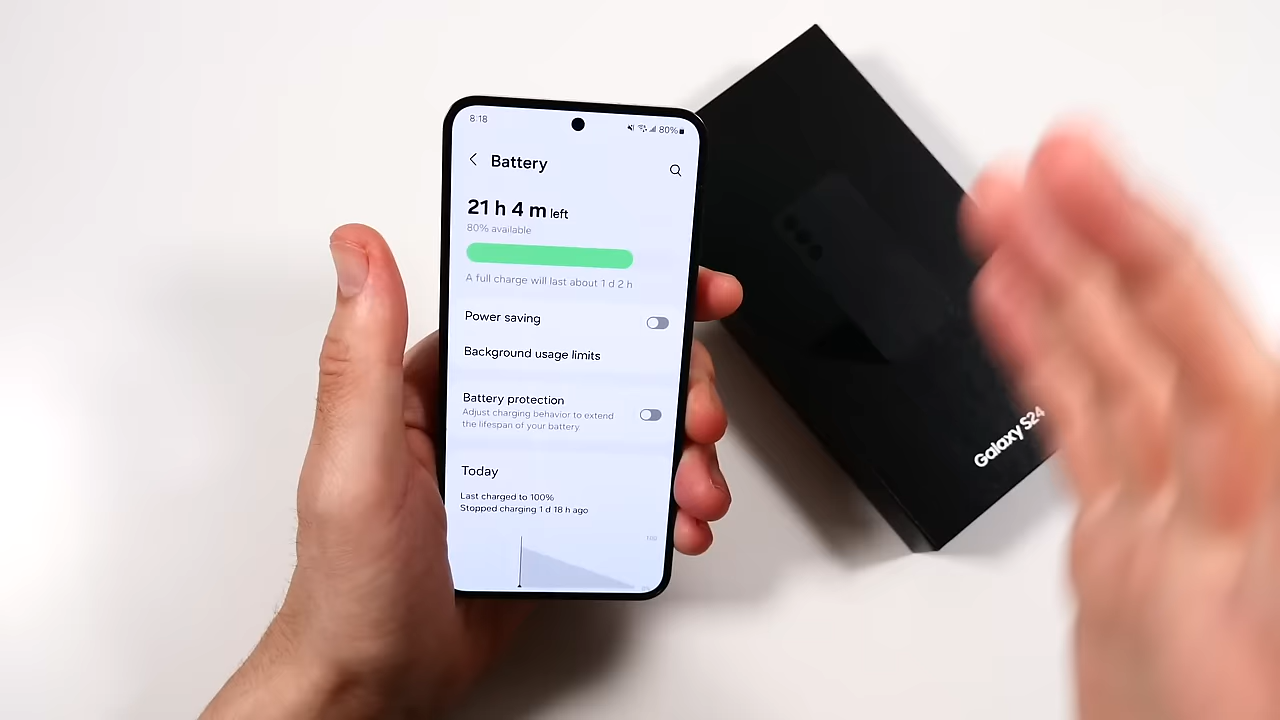 8:18 80%
Battery
21 h 4 m left
80% available
A full charge will last about 1 d 2 h
Power saving
Background usage limits
Battery protection
Adjust charging behavior to extend
the lifespan of your battery
Today
Last charged to 100%
Stopped charging 1 d 18 h ago
100
Galaxy S24